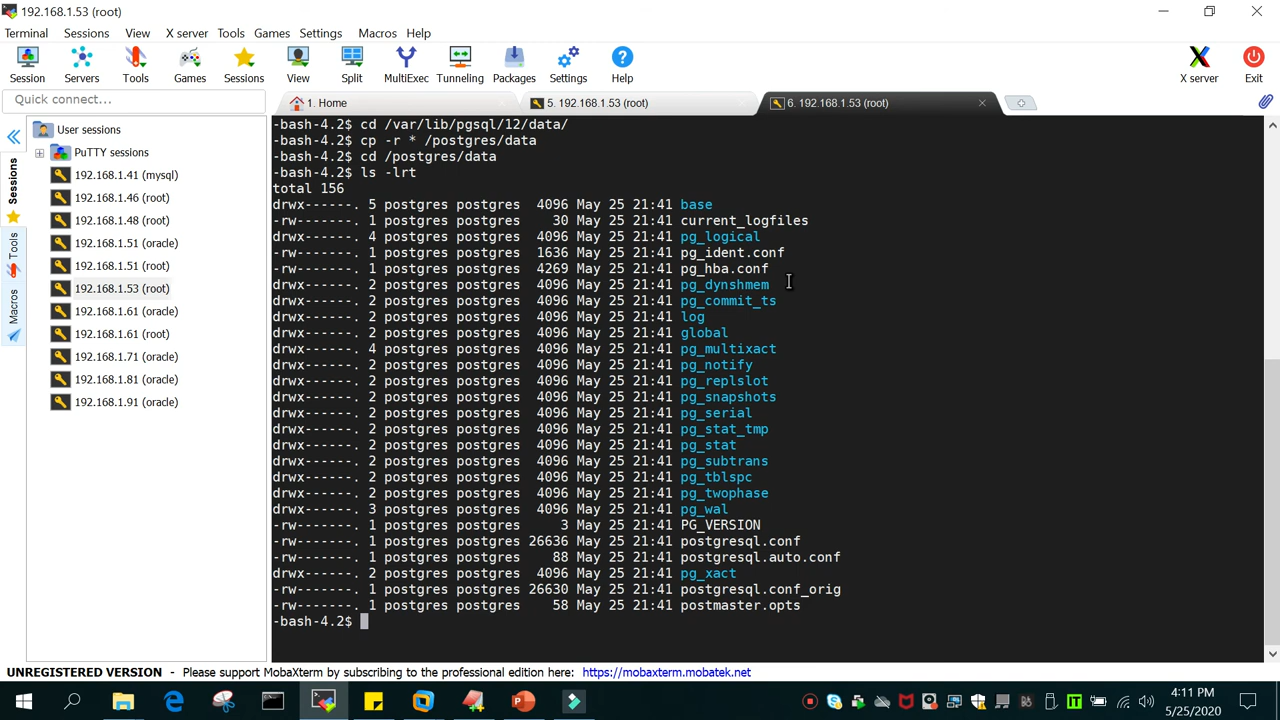 192.168.1.53 (root)
Terminal Sessions View X server Tools Games Settings Macros Help
Session Servers Tools Games Sessions View Split MultiExec Tunneling Packages Settings Help X server Exit
Quick connect...
1. Home
5. 192.168.1.53 (root)
6. 192.168.1.53 (root)
Sessions
Tools
Macros
User sessions
PuTTY sessions
192.168.1.41 (mysql)
192.168.1.46 (root)
192.168.1.48 (root)
192.168.1.51 (oracle)
192.168.1.51 (root)
192.168.1.53 (root)
192.168.1.61 (oracle)
192.168.1.61 (root)
192.168.1.71 (oracle)
192.168.1.81 (oracle)
192.168.1.91 (oracle)
-bash-4.2$ cd /var/lib/pgsql/12/data/
-bash-4.2$ cp -r * /postgres/data
-bash-4.2$ cd /postgres/data
-bash-4.2$ ls -lrt
total 156
drwx------. 5 postgres postgres 4096 May 25 21:41 base
-rw-------. 1 postgres postgres 30 May 25 21:41 current_logfiles
drwx------. 4 postgres postgres 4096 May 25 21:41 pg_logical
-rw-------. 1 postgres postgres 1636 May 25 21:41 pg_ident.conf
-rw-------. 1 postgres postgres 4269 May 25 21:41 pg_hba.conf
drwx------. 2 postgres postgres 4096 May 25 21:41 pg_dynshmem
drwx------. 2 postgres postgres 4096 May 25 21:41 pg_commit_ts
drwx------. 2 postgres postgres 4096 May 25 21:41 log
drwx------. 2 postgres postgres 4096 May 25 21:41 global
drwx------. 4 postgres postgres 4096 May 25 21:41 pg_multixact
drwx------. 2 postgres postgres 4096 May 25 21:41 pg_notify
drwx------. 2 postgres postgres 4096 May 25 21:41 pg_replslot
drwx------. 2 postgres postgres 4096 May 25 21:41 pg_snapshots
drwx------. 2 postgres postgres 4096 May 25 21:41 pg_serial
drwx------. 2 postgres postgres 4096 May 25 21:41 pg_stat_tmp
drwx------. 2 postgres postgres 4096 May 25 21:41 pg_stat
drwx------. 2 postgres postgres 4096 May 25 21:41 pg_subtrans
drwx------. 2 postgres postgres 4096 May 25 21:41 pg_tblspc
drwx------. 2 postgres postgres 4096 May 25 21:41 pg_twophase
drwx------. 3 postgres postgres 4096 May 25 21:41 pg_wal
-rw-------. 1 postgres postgres 3 May 25 21:41 PG_VERSION
-rw-------. 1 postgres postgres 26636 May 25 21:41 postgresql.conf
-rw-------. 1 postgres postgres 88 May 25 21:41 postgresql.auto.conf
drwx------. 2 postgres postgres 4096 May 25 21:41 pg_xact
-rw-------. 1 postgres postgres 26630 May 25 21:41 postgresql.conf_orig
-rw-------. 1 postgres postgres 58 May 25 21:41 postmaster.opts
-bash-4.2$
UNREGISTERED VERSION - Please support MobaXterm by subscribing to the professional edition here: https://mobaxterm.mobatek.net
4:11 PM
5/25/2020